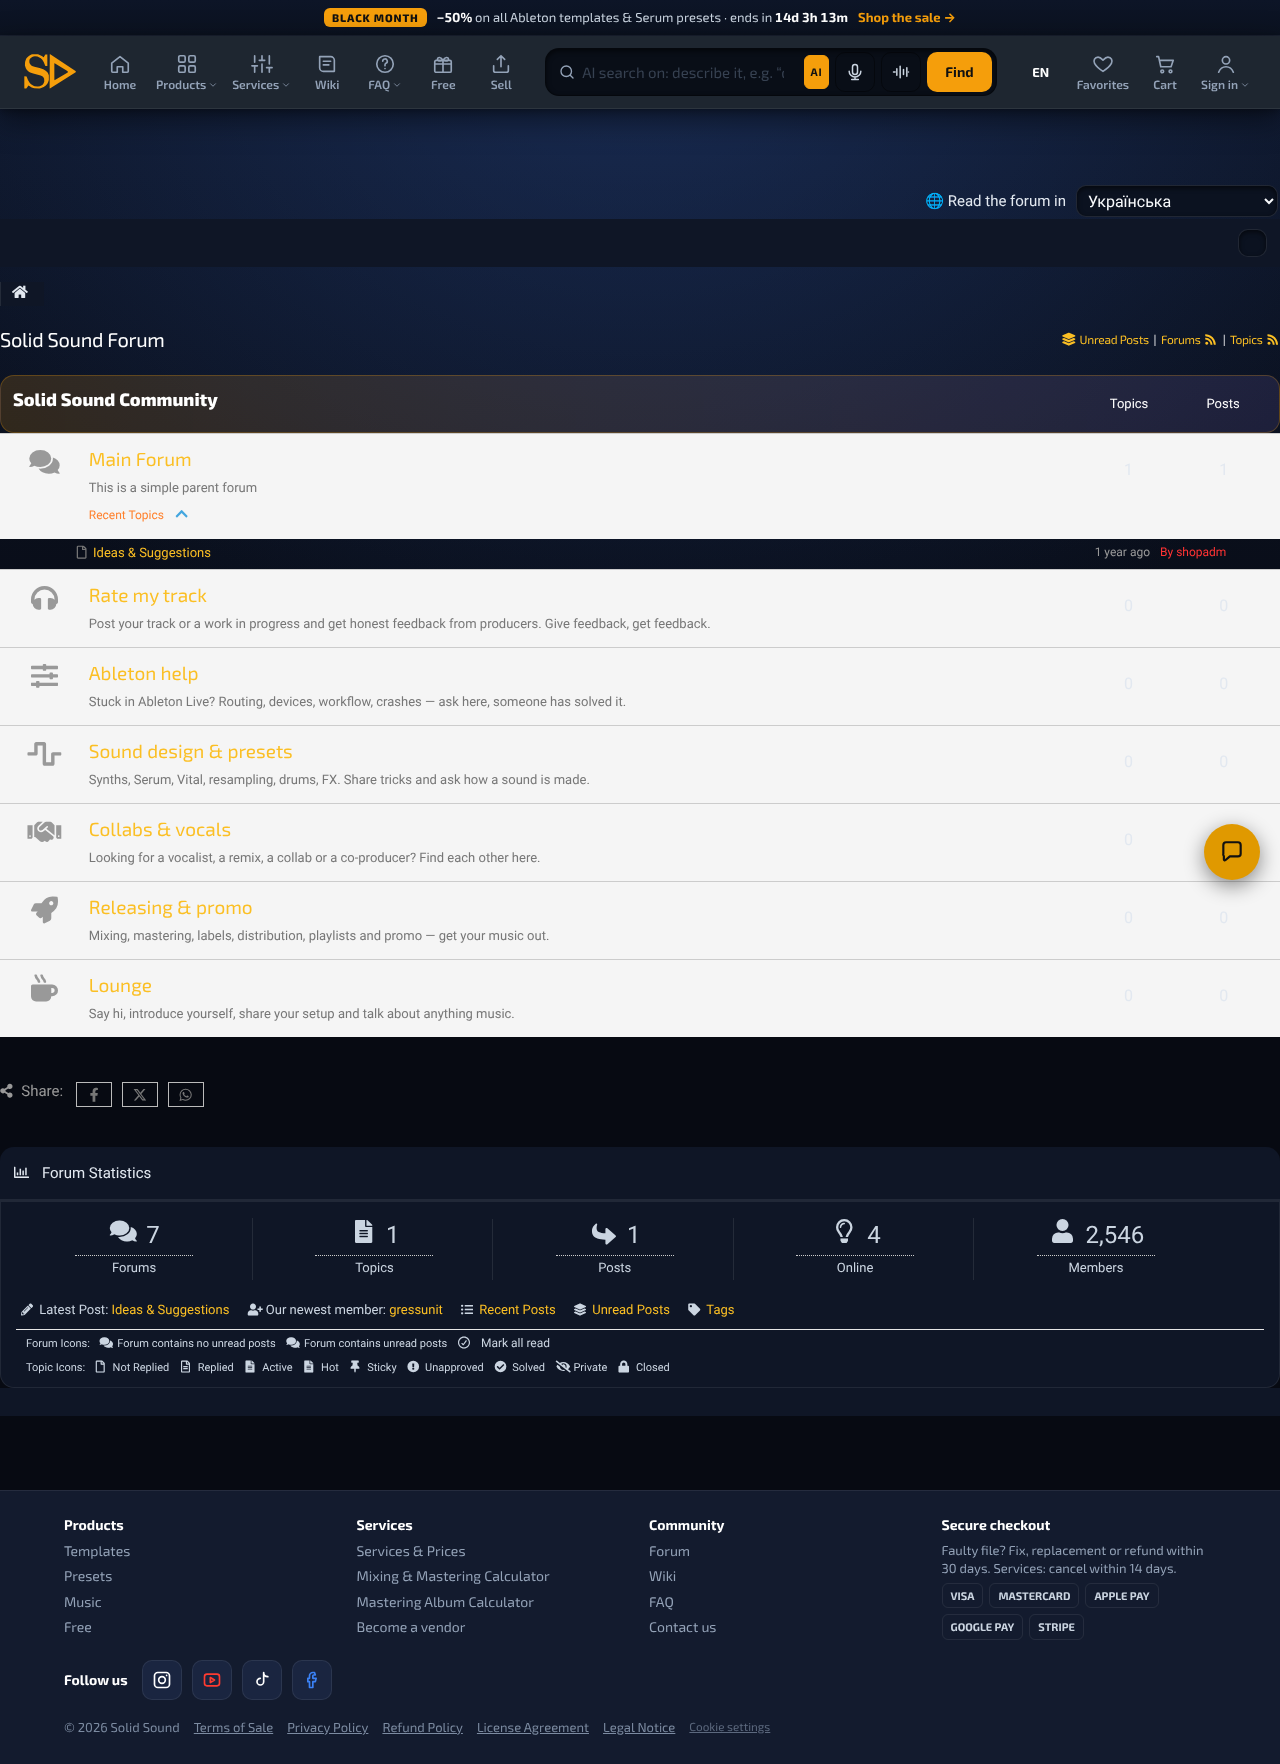 BLACK MONTH −50% on all Ableton templates & Serum presets · ends in 14d 3h 13m Shop the sale →
Home Products Services Wiki FAQ Free Sell
AI search on: describe it, e.g. "
AI
Find
EN
Favorites Cart Sign in
Read the forum in Українська
Solid Sound Forum
Unread Posts | Forums | Topics
Solid Sound Community Topics Posts
Main Forum 1 1
This is a simple parent forum
Recent Topics
Ideas & Suggestions 1 year ago By shopadm
Rate my track 0 0
Post your track or a work in progress and get honest feedback from producers. Give feedback, get feedback.
Ableton help 0 0
Stuck in Ableton Live? Routing, devices, workflow, crashes — ask here, someone has solved it.
Sound design & presets 0 0
Synths, Serum, Vital, resampling, drums, FX. Share tricks and ask how a sound is made.
Collabs & vocals 0
Looking for a vocalist, a remix, a collab or a co-producer? Find each other here.
Releasing & promo 0 0
Mixing, mastering, labels, distribution, playlists and promo — get your music out.
Lounge 0 0
Say hi, introduce yourself, share your setup and talk about anything music.
Share:
Forum Statistics
7 1 1 4 2,546
Forums Topics Posts Online Members
Latest Post: Ideas & Suggestions Our newest member: gressunit Recent Posts Unread Posts Tags
Forum Icons: Forum contains no unread posts Forum contains unread posts Mark all read
Topic Icons: Not Replied Replied Active Hot Sticky Unapproved Solved Private Closed
Products
Templates
Presets
Music
Free
Services
Services & Prices
Mixing & Mastering Calculator
Mastering Album Calculator
Become a vendor
Community
Forum
Wiki
FAQ
Contact us
Secure checkout
Faulty file? Fix, replacement or refund within
30 days. Services: cancel within 14 days.
VISA MASTERCARD APPLE PAY
GOOGLE PAY STRIPE
Follow us
© 2026 Solid Sound Terms of Sale Privacy Policy Refund Policy License Agreement Legal Notice Cookie settings